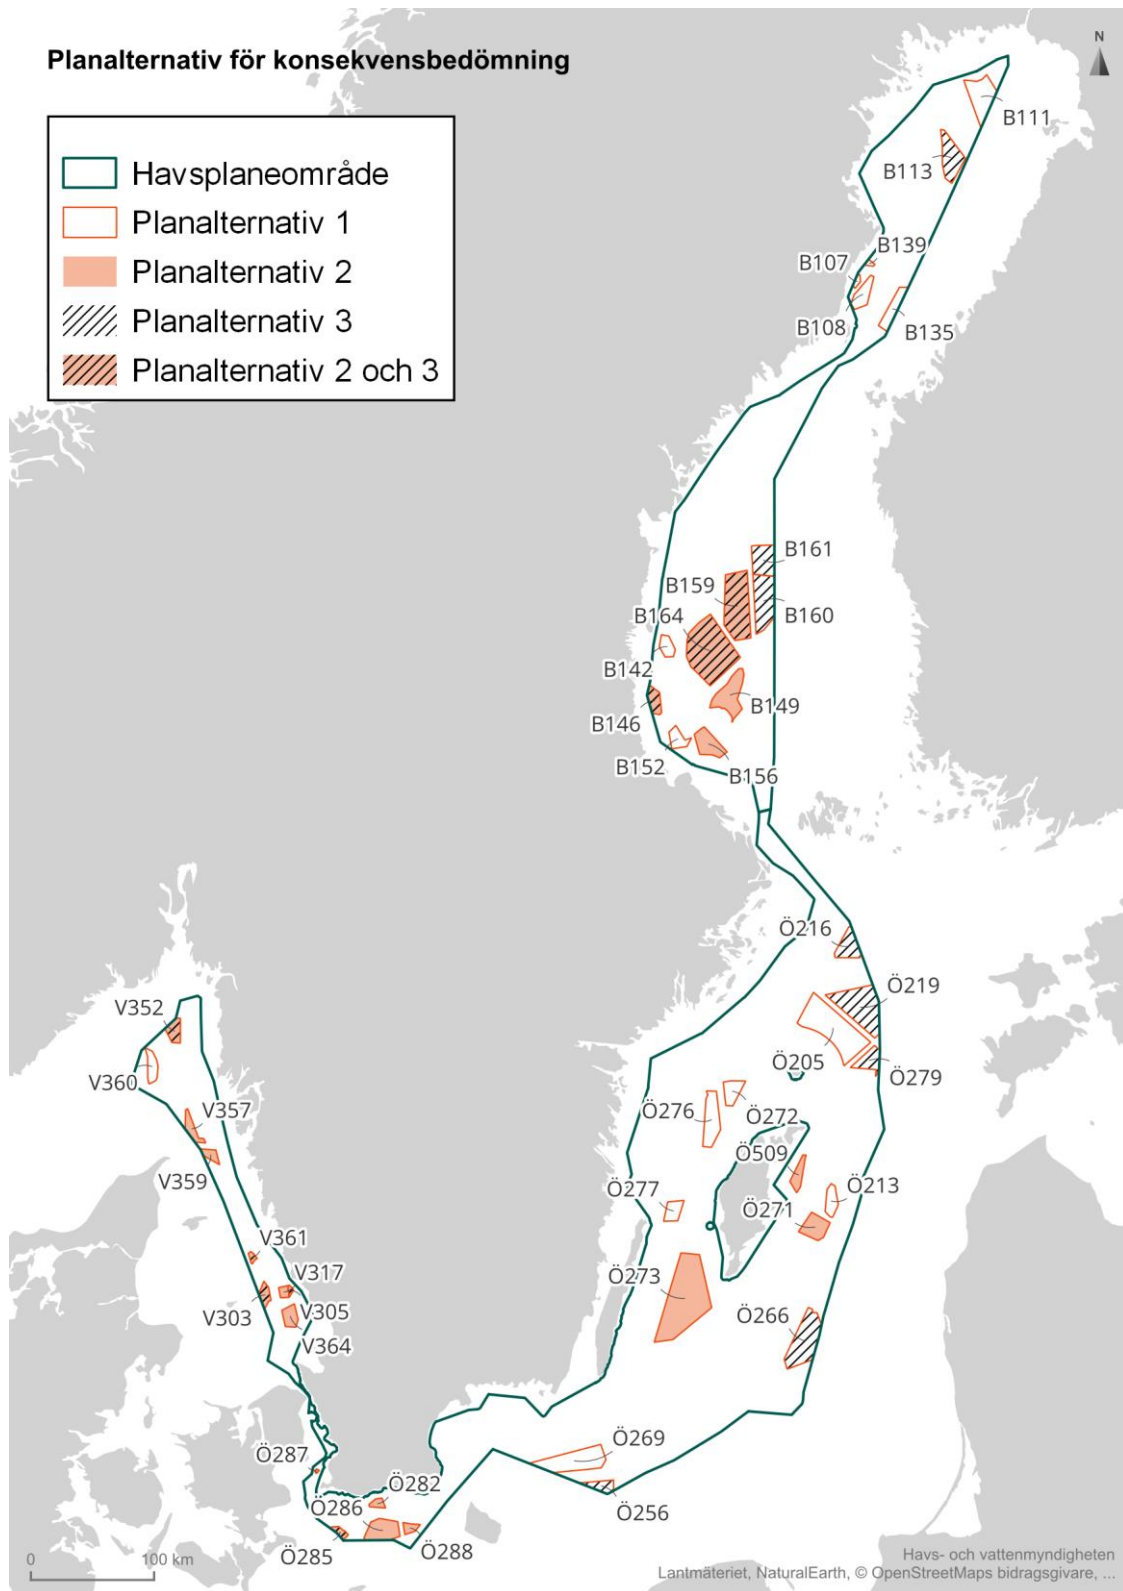 Planalternativ för konsekvensbedömning
N
Havsplaneområde
Planalternativ 1
Planalternativ 2
Planalternativ 3
Planalternativ 2 och 3
B111
B113
B139
B107
B108
B135
B161
B159
B160
B164
B142
B149
B146
B152
B156
Ö216
Ö219
V352
Ö205
Ö279
V360
Ö276
Ö272
V357
Ö509
V359
Ö277
Ö213
Ö271
V361
Ö273
V317
V303
V305
Ö266
V364
Ö269
Ö287
Ö282
Ö286
Ö256
Ö285
Ö288
0 100 km
Havs- och vattenmyndigheten
Lantmäteriet, NaturalEarth, © OpenStreetMaps bidragsgivare, ...